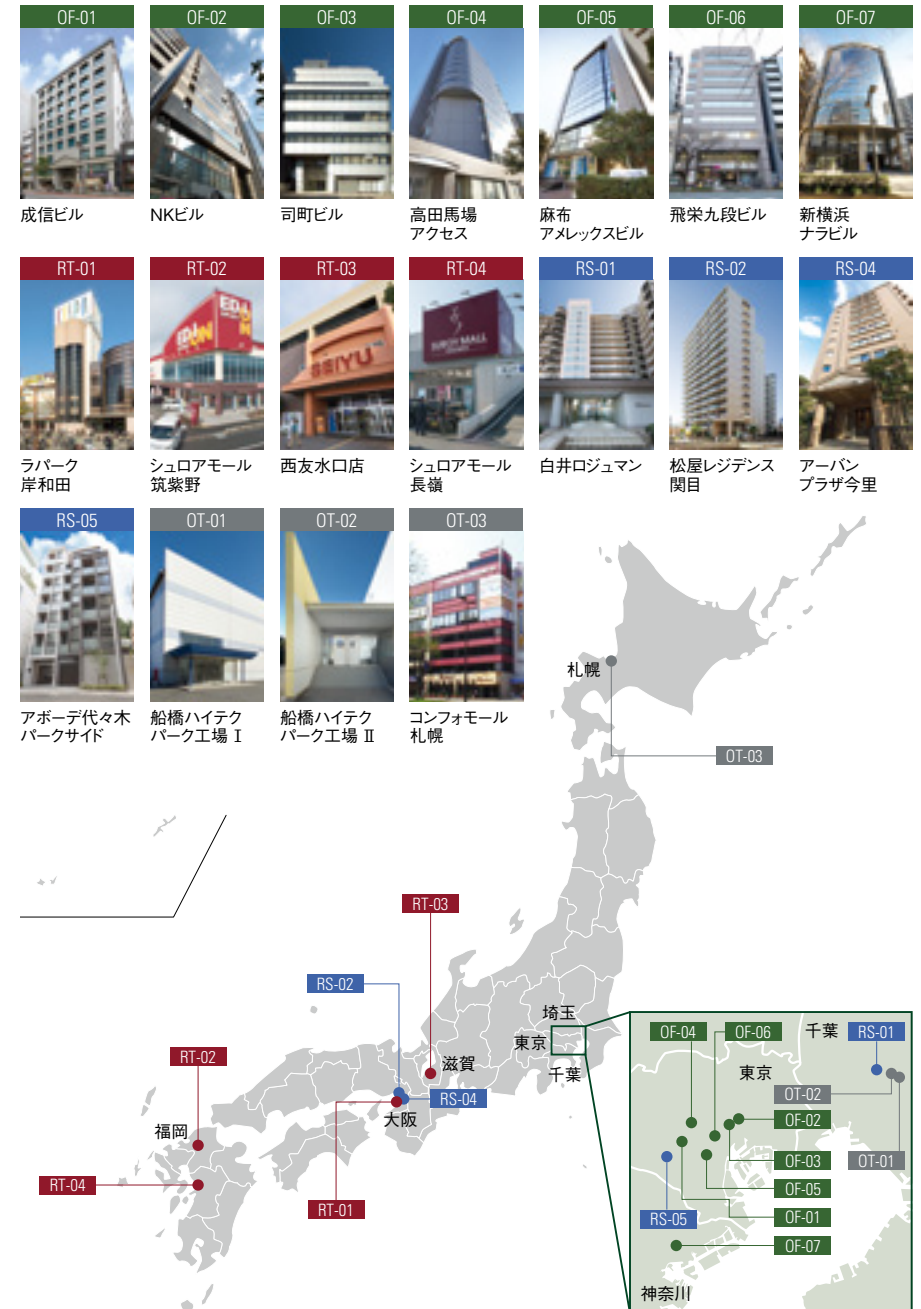 OF-01
OF-02
OF-03
OF-04
OF-05
OF-06
OF-07
成信ビル
NKビル
司町ビル
高田馬場
アクセス
麻布
アメレックスビル
飛栄九段ビル
新横浜
ナラビル
RT-01
RT-02
RT-03
RT-04
RS-01
RS-02
RS-04
EDION
SEIYU
SUROY MALL
ラパーク
岸和田
シュロアモール
筑紫野
西友水口店
シュロアモール
長嶺
白井ロジュマン
松屋レジデンス
関目
アーバン
プラザ今里
RS-05
OT-01
OT-02
OT-03
アボーデ代々木
パークサイド
船橋ハイテク
パーク工場 Ⅰ
船橋ハイテク
パーク工場 Ⅱ
コンフォモール
札幌
札幌
OT-03
RT-03
RS-02
埼玉
東京
千葉
滋賀
RT-02
RS-04
大阪
福岡
RT-04
RT-01
OF-04
OF-06
千葉
RS-01
東京
OT-02
OF-02
OF-03
OT-01
OF-05
RS-05
OF-01
OF-07
神奈川